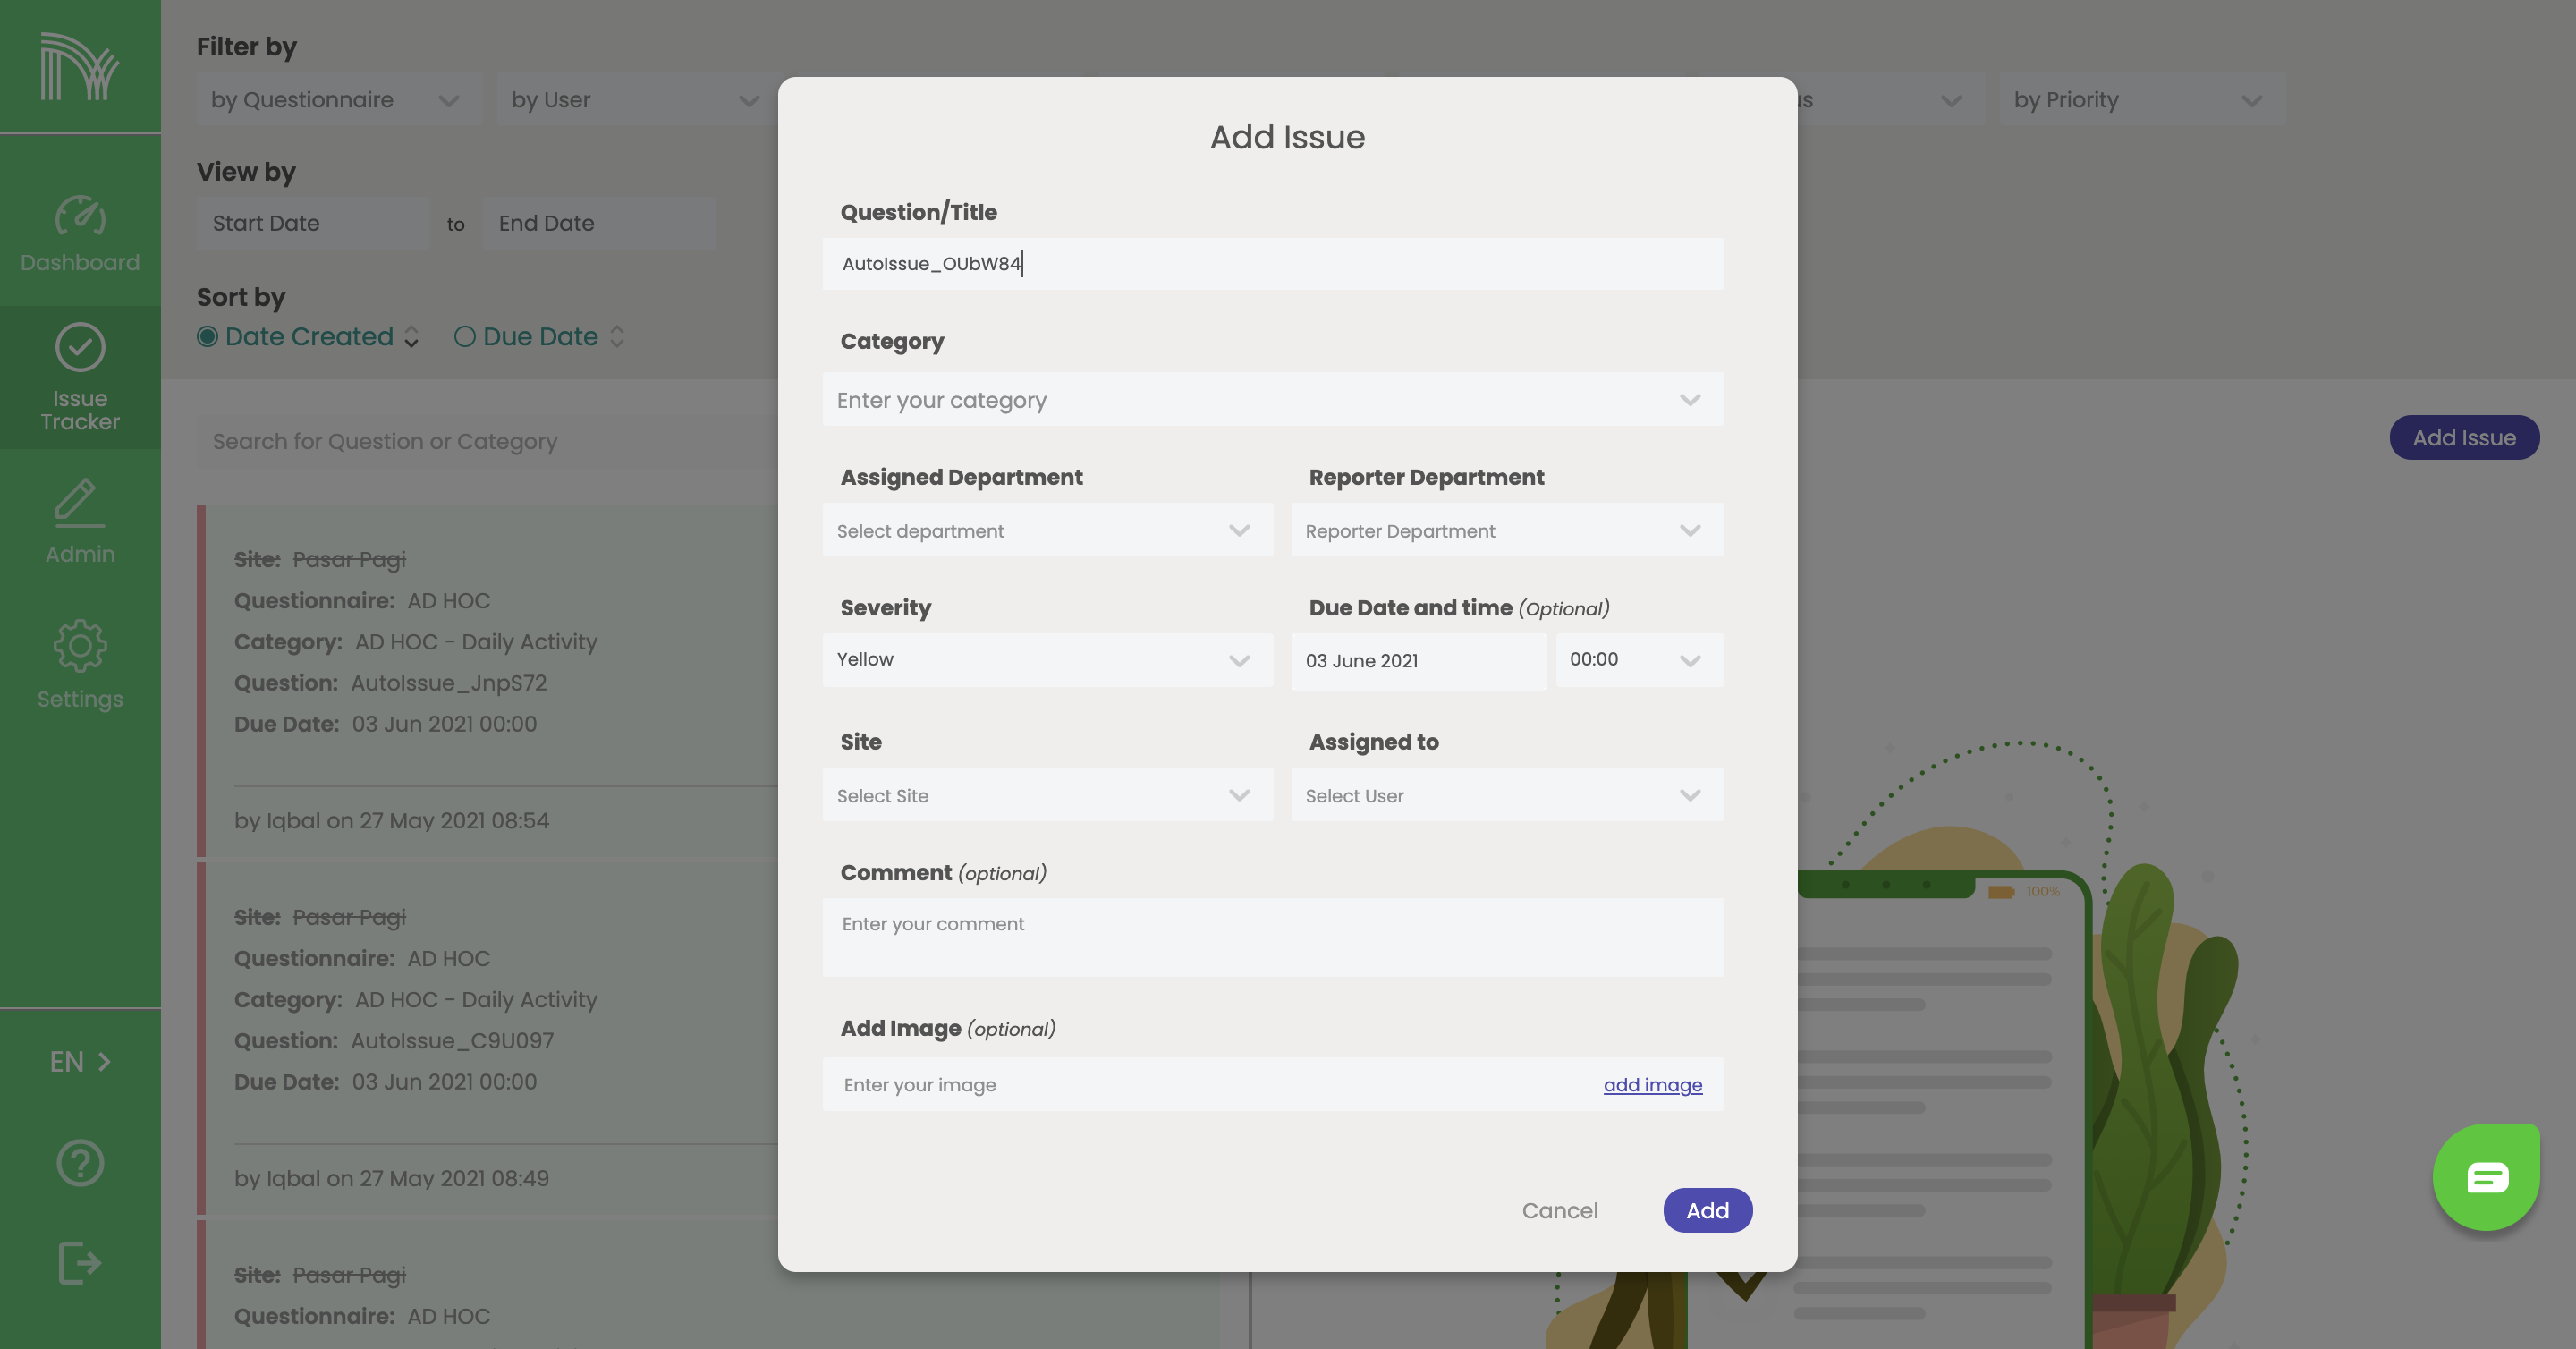 Filter by
by Questionnaire
by User
us
by Priority
View by
Start Date
to
End Date
Sort by
Date Created
Due Date
Search for Question or Category
Add Issue
Dashboard
Issue
Tracker
Admin
Settings
EN
Site: Pasar Pagi
Questionnaire: AD HOC
Category: AD HOC - Daily Activity
Question: AutoIssue_JnpS72
Due Date: 03 Jun 2021 00:00
by Iqbal on 27 May 2021 08:54
Site: Pasar Pagi
Questionnaire: AD HOC
Category: AD HOC - Daily Activity
Question: AutoIssue_C9U097
Due Date: 03 Jun 2021 00:00
by Iqbal on 27 May 2021 08:49
Site: Pasar Pagi
Questionnaire: AD HOC
Add Issue
Question/Title
AutoIssue_OUbW84
Category
Enter your category
Assigned Department
Reporter Department
Select department
Reporter Department
Severity
Due Date and time (Optional)
Yellow
03 June 2021
00:00
Site
Assigned to
Select Site
Select User
Comment (optional)
Enter your comment
Add Image (optional)
Enter your image
add image
Cancel
Add
100%